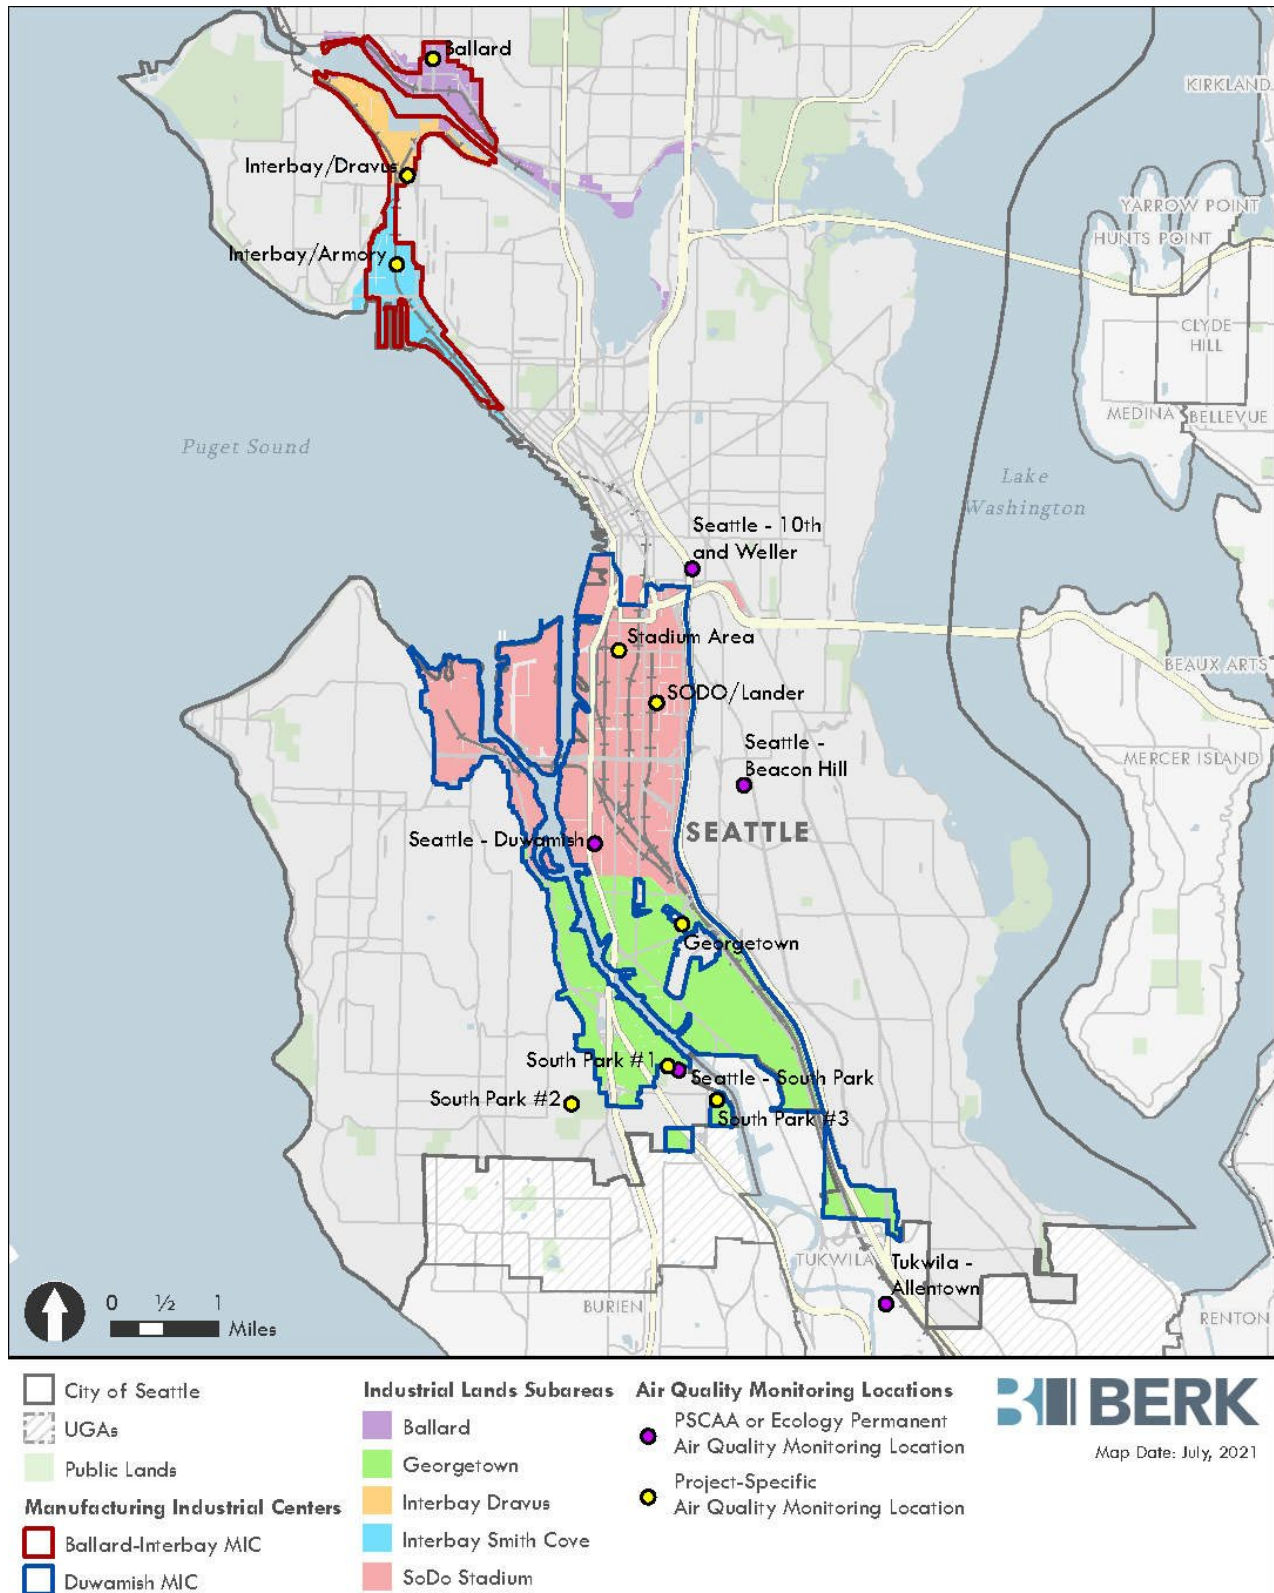 Ballard
KIRKLAND
Interbay/Dravus
YARROW POINT
HUNTS POINT
Interbay/Armory
CLYDE
HILL
MEDINA
BELLEVUE
Puget Sound
Lake
Washington
Seattle - 10th
and Weller
Stadium Area
BEAUX ARTS
SODO/Lander
Seattle -
Beacon Hill
MERCER ISLAND
SEATTLE
Seattle - Duwamish
Georgetown
South Park #1
Seattle - South Park
South Park #2
South Park #3
TUKWILA
Tukwila -
Allentown
BURIEN
RENTON
0 ½ 1
Miles
City of Seattle
UGAs
Public Lands
Manufacturing Industrial Centers
Ballard-Interbay MIC
Duwamish MIC
Industrial Lands Subareas
Ballard
Georgetown
Interbay Dravus
Interbay Smith Cove
SoDo Stadium
Air Quality Monitoring Locations
PSCAA or Ecology Permanent
Air Quality Monitoring Location
Project-Specific
Air Quality Monitoring Location
BERK
Map Date: July, 2021